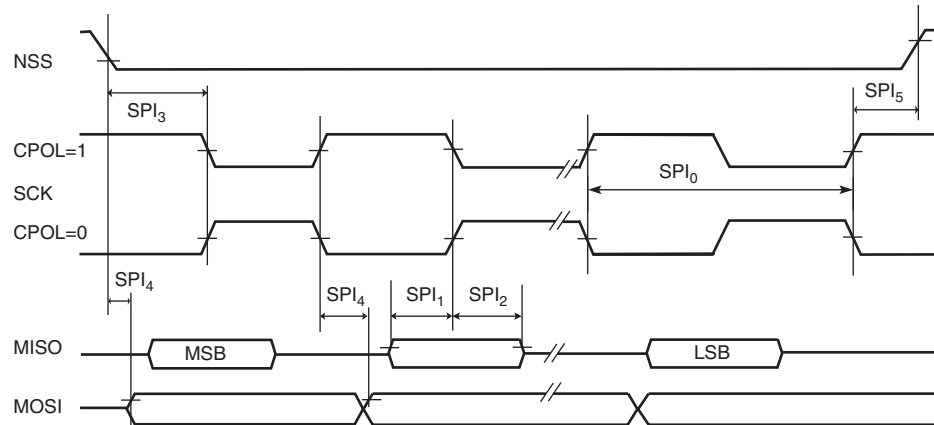 NSS
SPI₃
SPI₅
CPOL=1
SCK
SPI₀
CPOL=0
SPI₄
SPI₄
SPI₁
SPI₂
MISO
MSB
LSB
MOSI